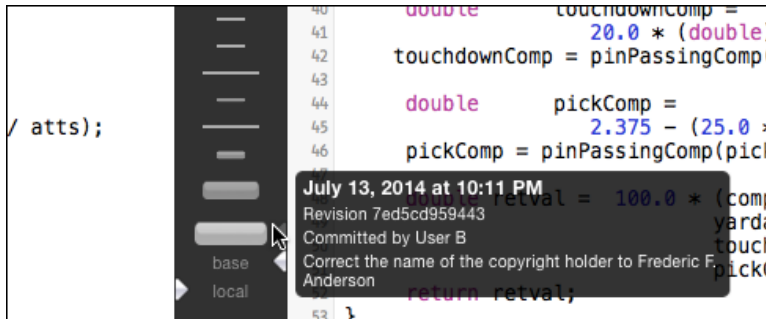 40 double touchdownComp =
41 20.0 * (double)
42 touchdownComp = pinPassingComp(
43
44 double pickComp =
/ atts);
45 2.375 - (25.0 *
46 pickComp = pinPassingComp(pick
July 13, 2014 at 10:11 PM
double retval = 100.0 * (comp
Revision 7ed5cd959443
yarda
Committed by User B
touch
base
Correct the name of the copyright holder to Frederic F.
pickC
Anderson
local
52 return retval;
53 }